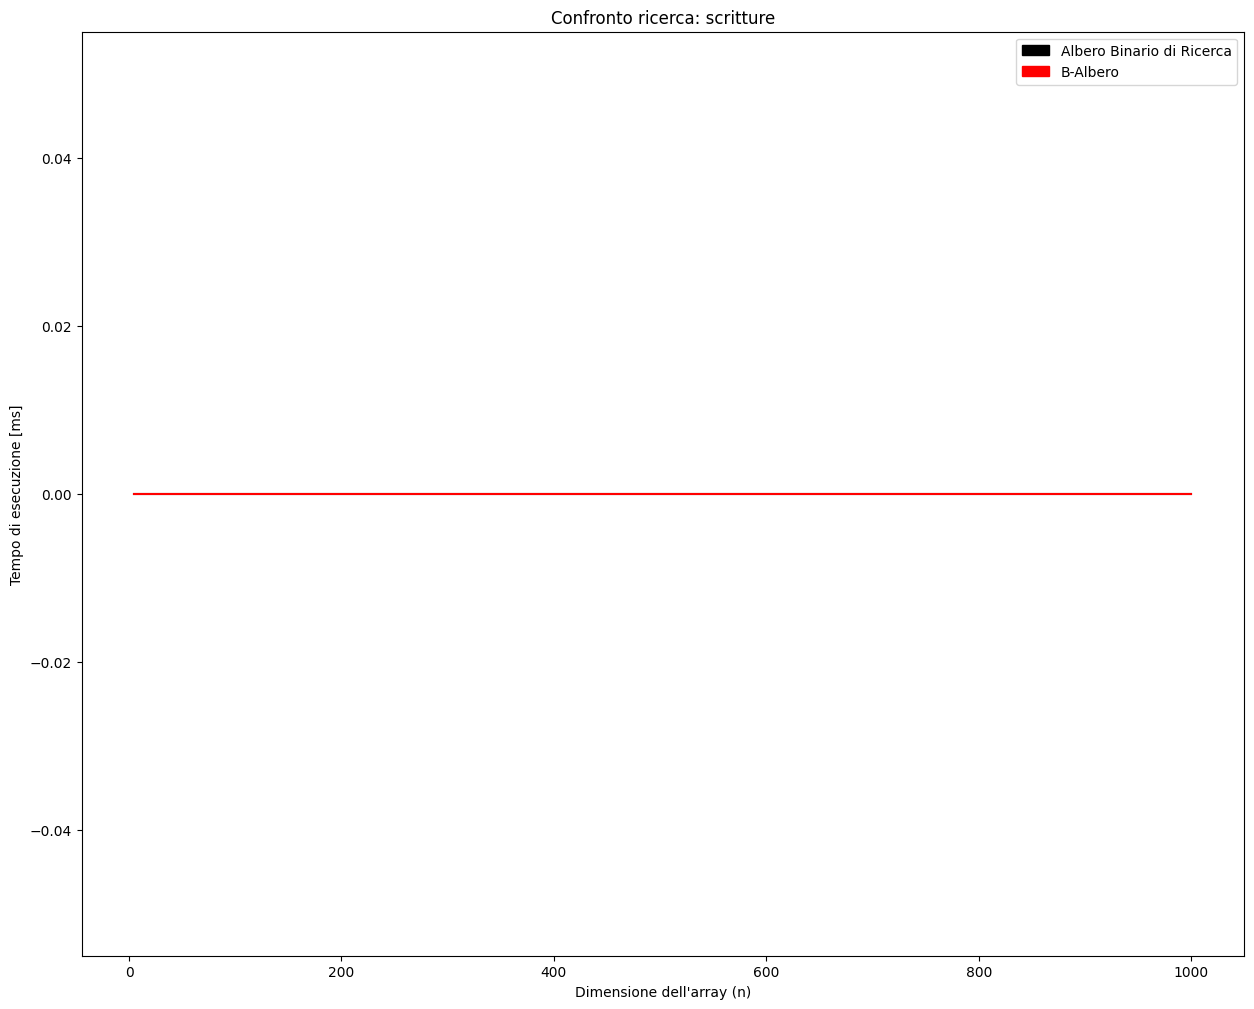 Confronto ricerca: scritture
Albero Binario di Ricerca
B-Albero
Tempo di esecuzione [ms]
0.04
0.02
0.00
−0.02
−0.04
0 200 400 600 800 1000
Dimensione dell'array (n)